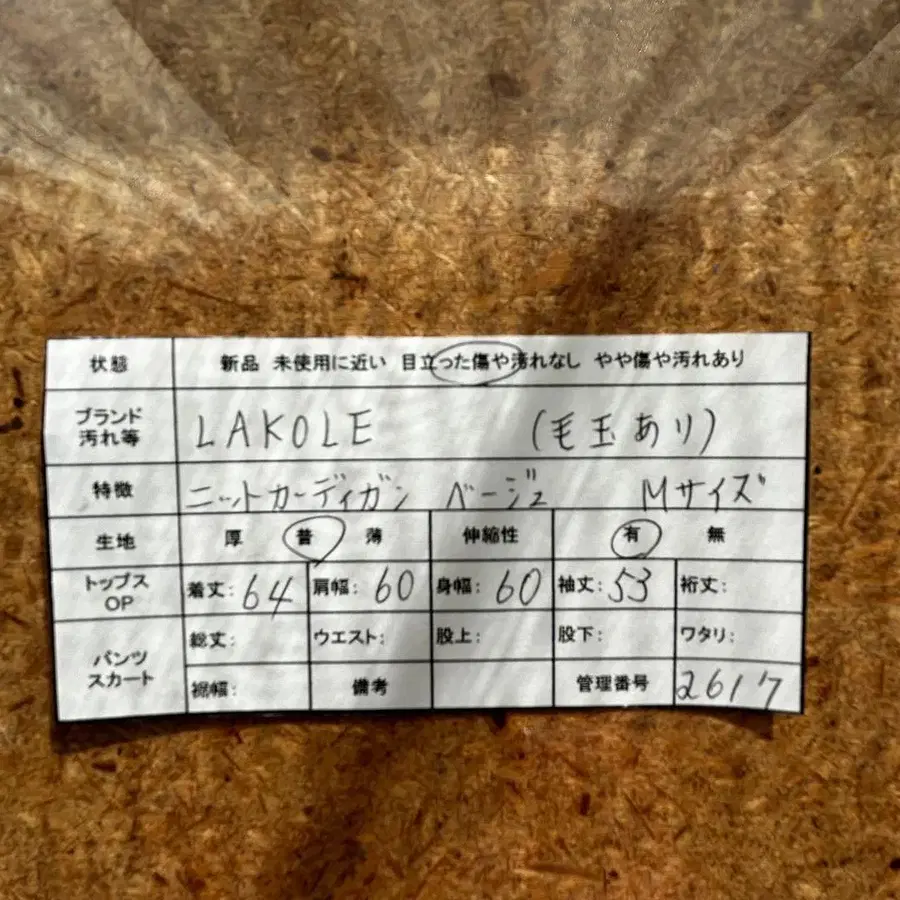 状態 新品 未使用に近い 目立った傷や汚れなし やや傷や汚れあり
ブランド
汚れ等 LAKOLE (毛玉あり)
特徴 ニットカーディガン ベージュ Mサイズ
生地 厚 普 薄 伸縮性 有 無
トップス
OP 着丈:64 肩幅:60 身幅:60 袖丈:53 裄丈:
パンツ
スカート 総丈: ウエスト: 股上: 股下: ワタリ:
裾幅: 備考 管理番号 2617